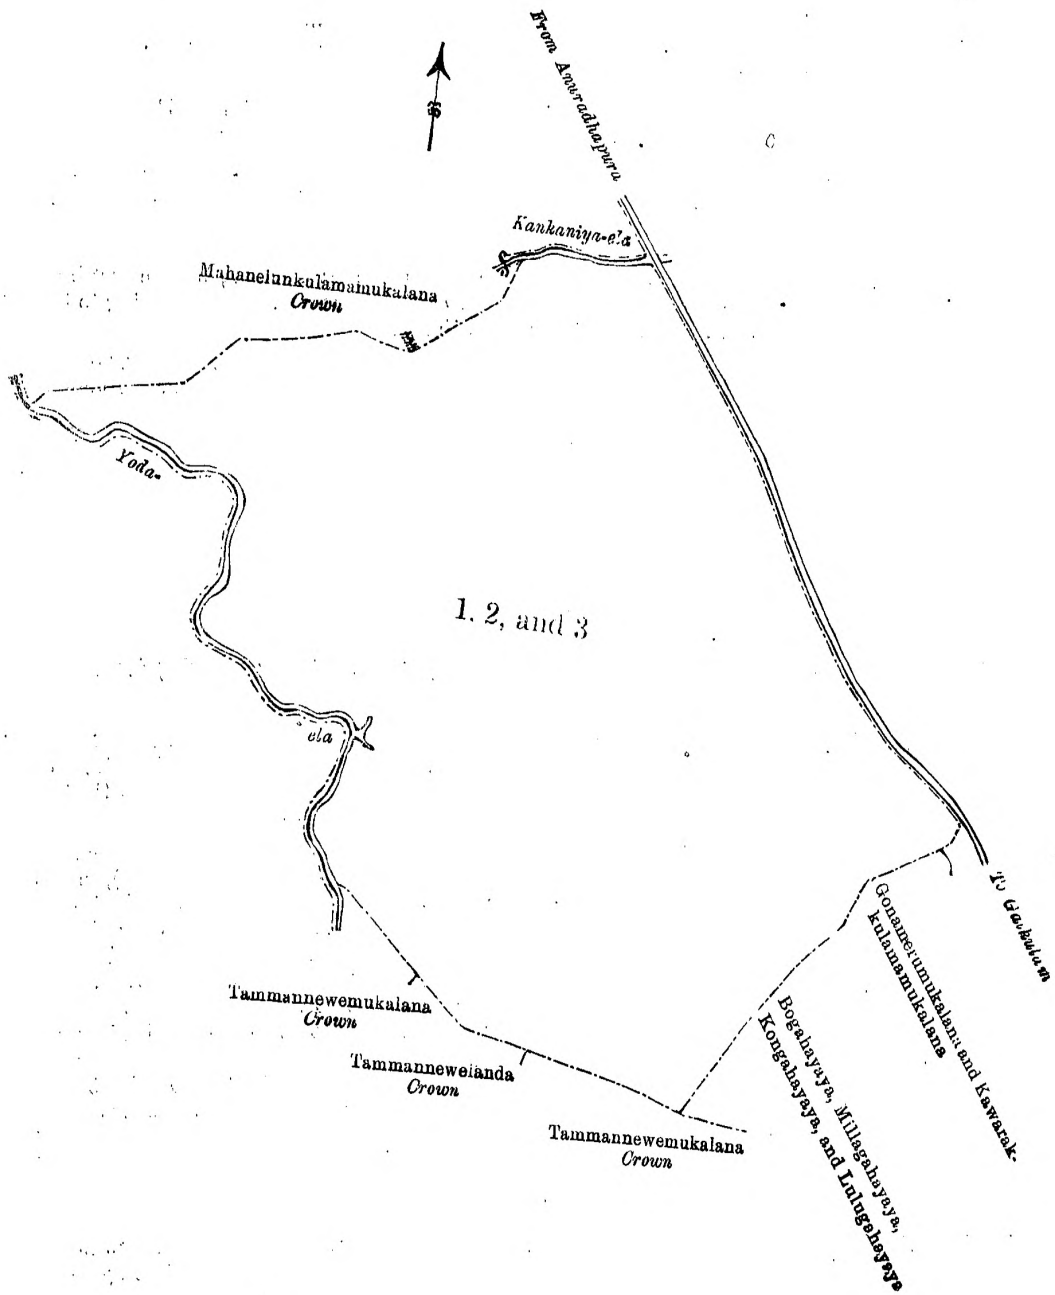 From Anuradhapura
Kankaniya-ela
Mahanelunkulamamukalana
Crown
Yoda-
1, 2, and 3
ela
To Galkulam
Gonamerumukalana and Kawarak-
kulamamukalana
Tammannewemukalana
Crown
Tammannewelanda
Crown
Bogahayaya, Millagahayaya,
Kongahayaya, and Lulugahayaya
Tammannewemukalana
Crown